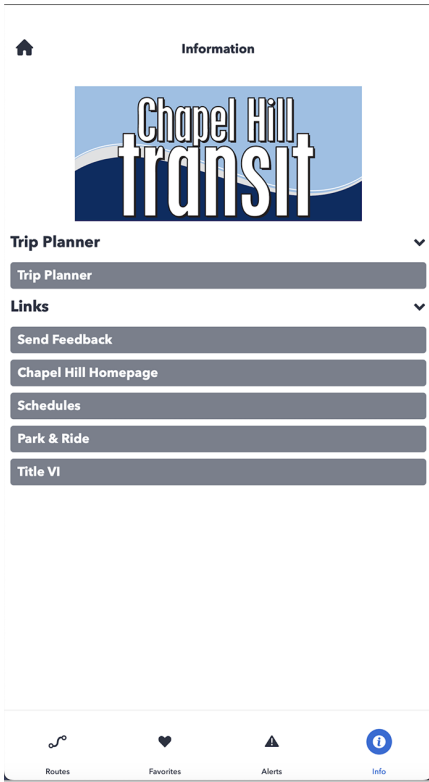 Information
Chapel Hill
transit
Trip Planner
Trip Planner
Links
Send Feedback
Chapel Hill Homepage
Schedules
Park & Ride
Title VI
Routes
Favorites
Alerts
Info